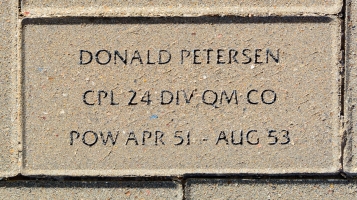 DONALD PETERSEN
CPL 24 DIV QM CO
POW APR 51 - AUG 53